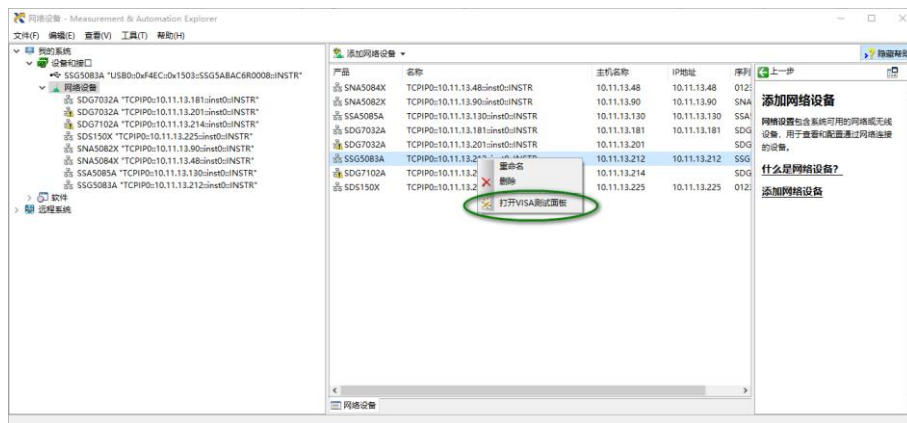 网络设备 - Measurement & Automation Explorer
文件(F) 编辑(E) 查看(V) 工具(T) 帮助(H)
我的系统
设备和接口
SSG5083A "USB0::0xF4EC::0x1503::SSG5ABAC6R0008::INSTR"
网络设备
SDG7032A "TCPIP0::10.11.13.181::inst0::INSTR"
SDG7032A "TCPIP0::10.11.13.201::inst0::INSTR"
SDG7102A "TCPIP0::10.11.13.214::inst0::INSTR"
SDS150X "TCPIP0::10.11.13.225::inst0::INSTR"
SNA5082X "TCPIP0::10.11.13.90::inst0::INSTR"
SNA5084X "TCPIP0::10.11.13.48::inst0::INSTR"
SSA5085A "TCPIP0::10.11.13.130::inst0::INSTR"
SSG5083A "TCPIP0::10.11.13.212::inst0::INSTR"
软件
远程系统
添加网络设备
产品 名称 主机名称 IP地址 序列
SNA5084X TCPIP0::10.11.13.48::inst0::INSTR 10.11.13.48 10.11.13.48 012
SNA5082X TCPIP0::10.11.13.90::inst0::INSTR 10.11.13.90 10.11.13.90 SNA
SSA5085A TCPIP0::10.11.13.130::inst0::INSTR 10.11.13.130 10.11.13.130 SSA
SDG7032A TCPIP0::10.11.13.181::inst0::INSTR 10.11.13.181 10.11.13.181 SDG
SDG7032A TCPIP0::10.11.13.201::inst0::INSTR 10.11.13.201 SDG
SSG5083A 10.11.13.212 10.11.13.212 SSG
SDG7102A TCPIP0::10.11.13.2 10.11.13.214 SDG
SDS150X TCPIP0::10.11.13.2 10.11.13.225 10.11.13.225 012
重命名
删除
打开VISA测试面板
网络设备
隐藏帮助
上一步
添加网络设备
网络设置包含系统可用的网络或无线
设备，用于查看和配置通过网络连接
的设备。
什么是网络设备?
添加网络设备